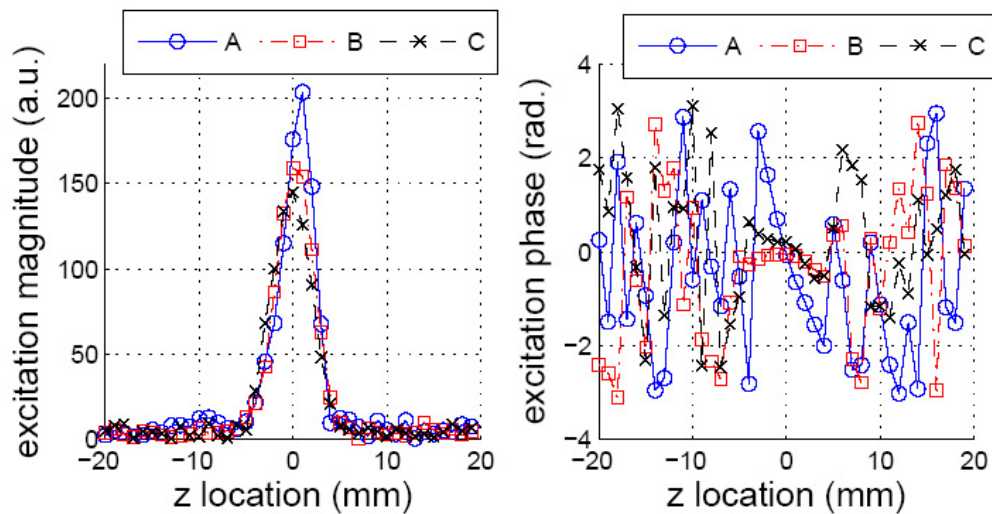 A B C
excitation magnitude (a.u.)
200
150
100
50
0
−20 −10 0 10 20
z location (mm)
A B C
excitation phase (rad.)
4
2
0
−2
−4
−20 −10 0 10 20
z location (mm)